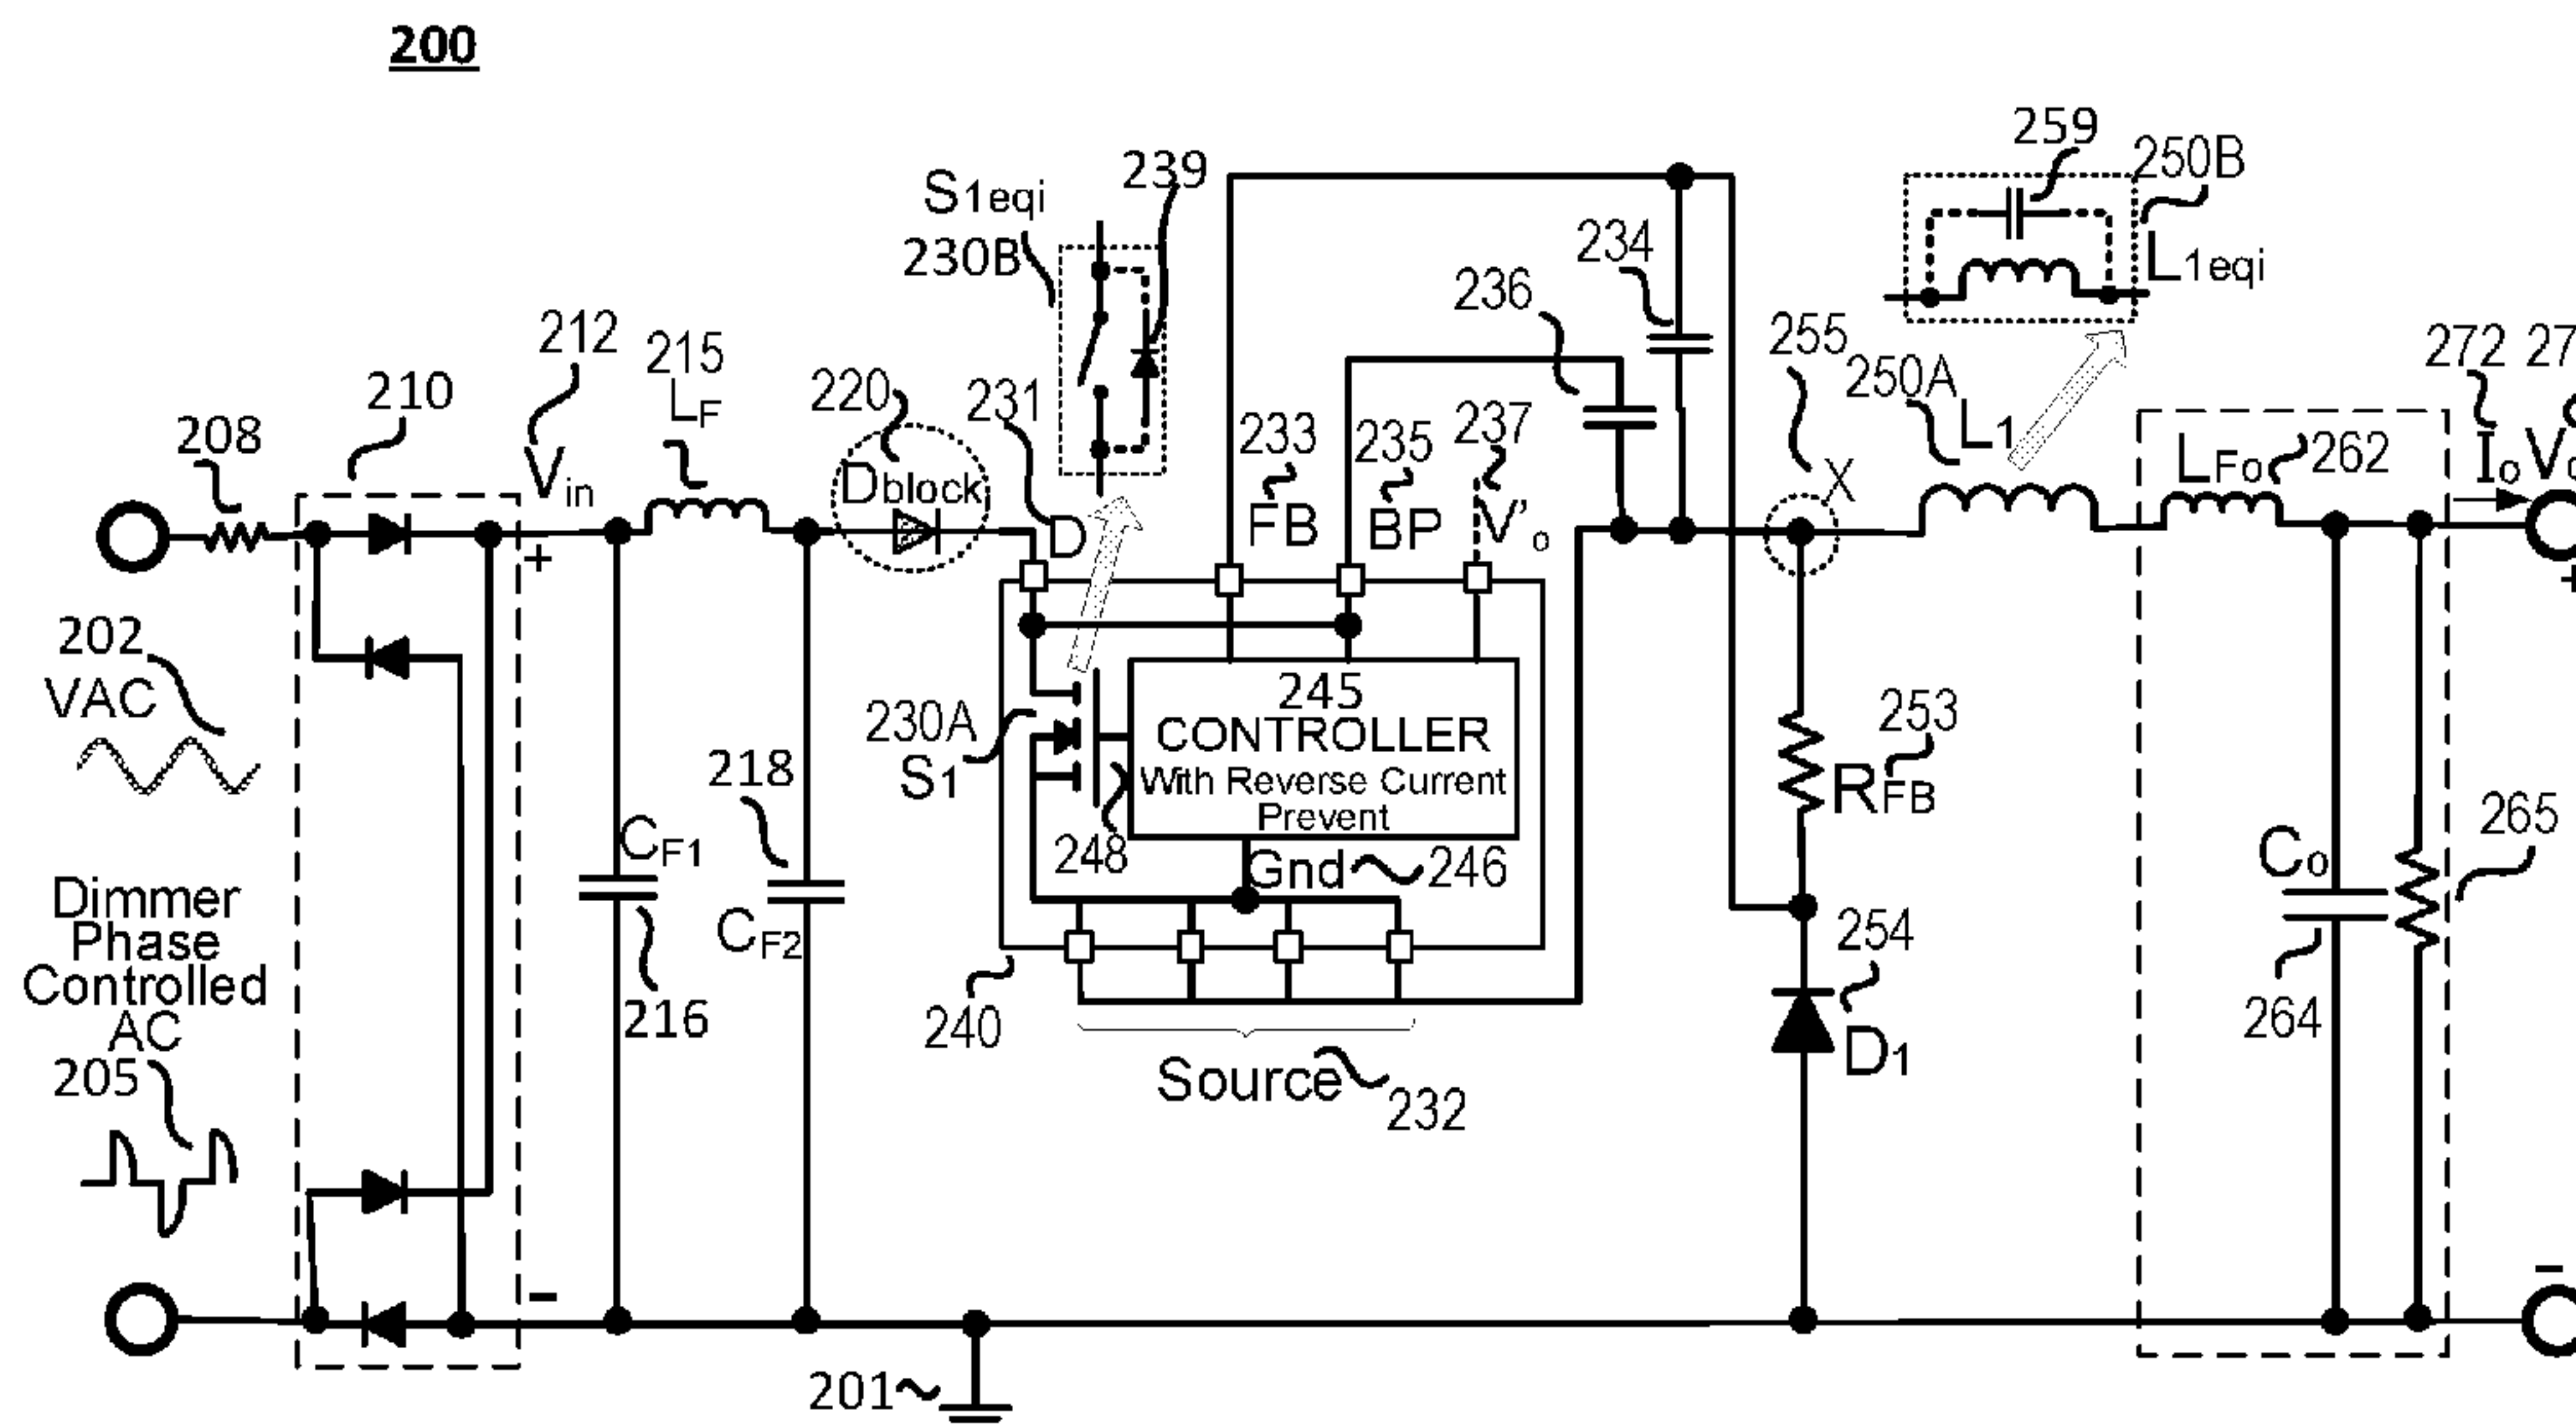 200
259
250B
L1eqi
S1eqi
230B
239
234
236
212
215
LF
210
208
Vin
+
220
Dblock
231
D
233
FB
235
BP
237
V'o
255
X
250A
L1
LFo
262
272
Io
202
VAC
230A
S1
245
CONTROLLER
With Reverse Current
Prevent
248
Gnd
246
253
RFB
218
CF1
CF2
216
Dimmer
Phase
Controlled
AC
205
240
Source
232
254
D1
Co
264
265
+
-
-
201